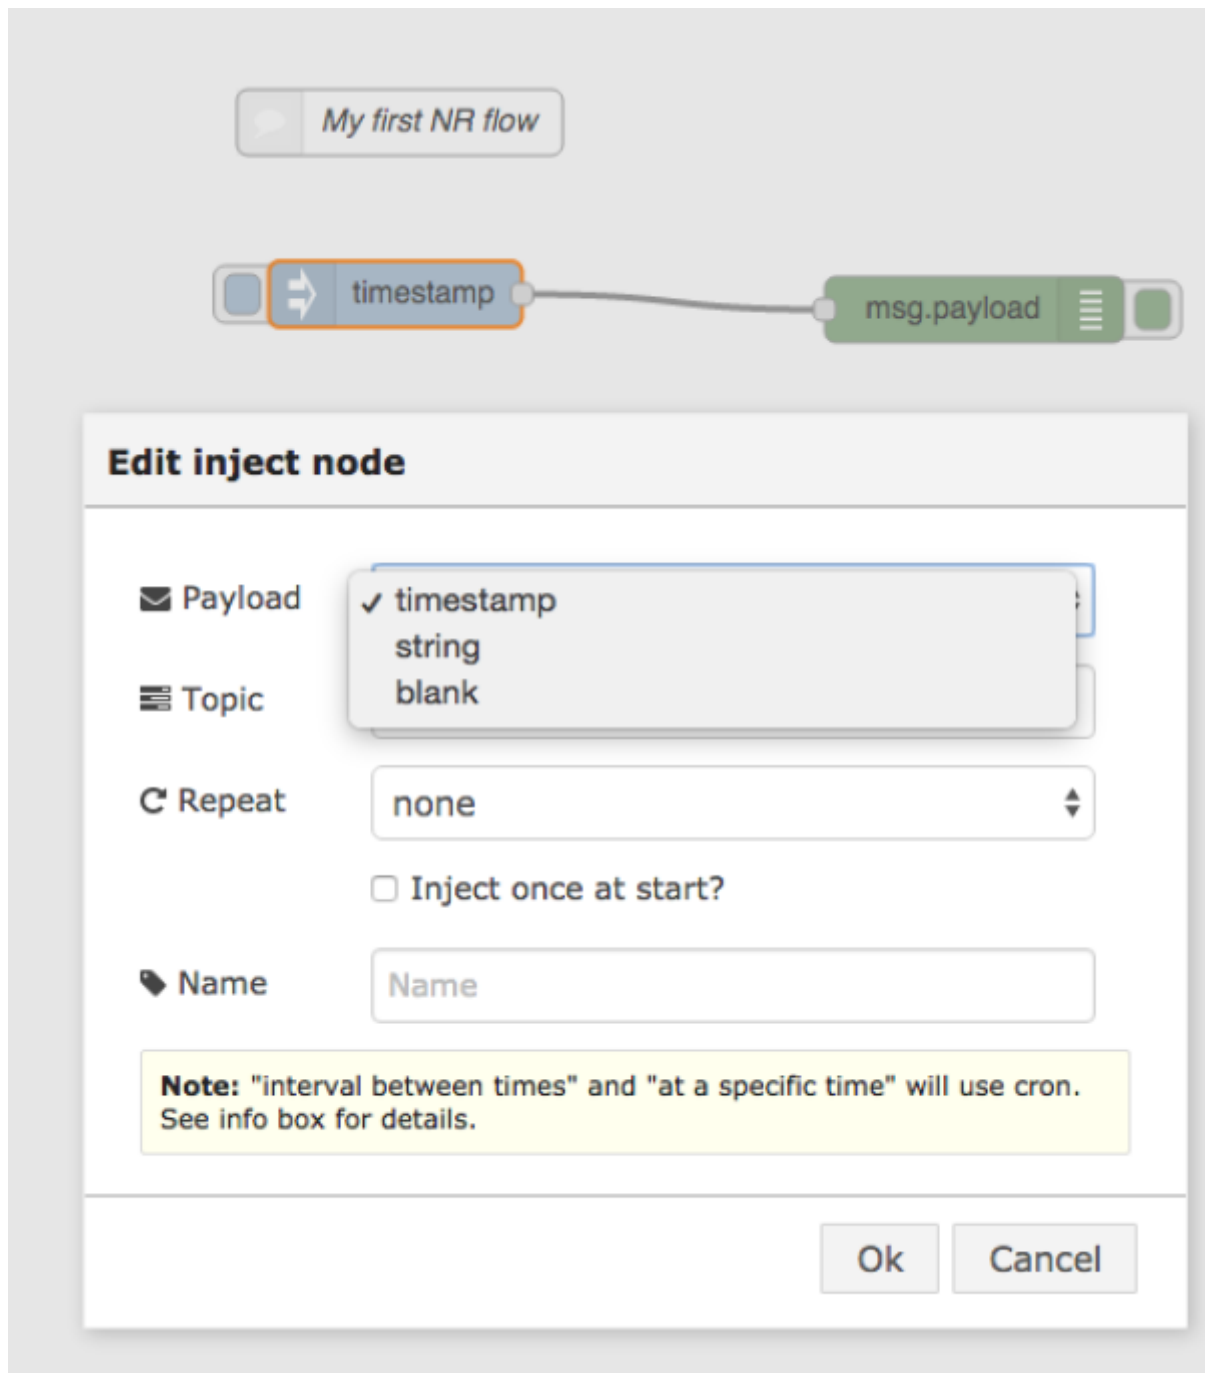 My first NR flow
timestamp
msg.payload
Edit inject node
Payload
timestamp
string
blank
Topic
Repeat
none
Inject once at start?
Name
Name
Note: "interval between times" and "at a specific time" will use cron.
See info box for details.
Ok
Cancel